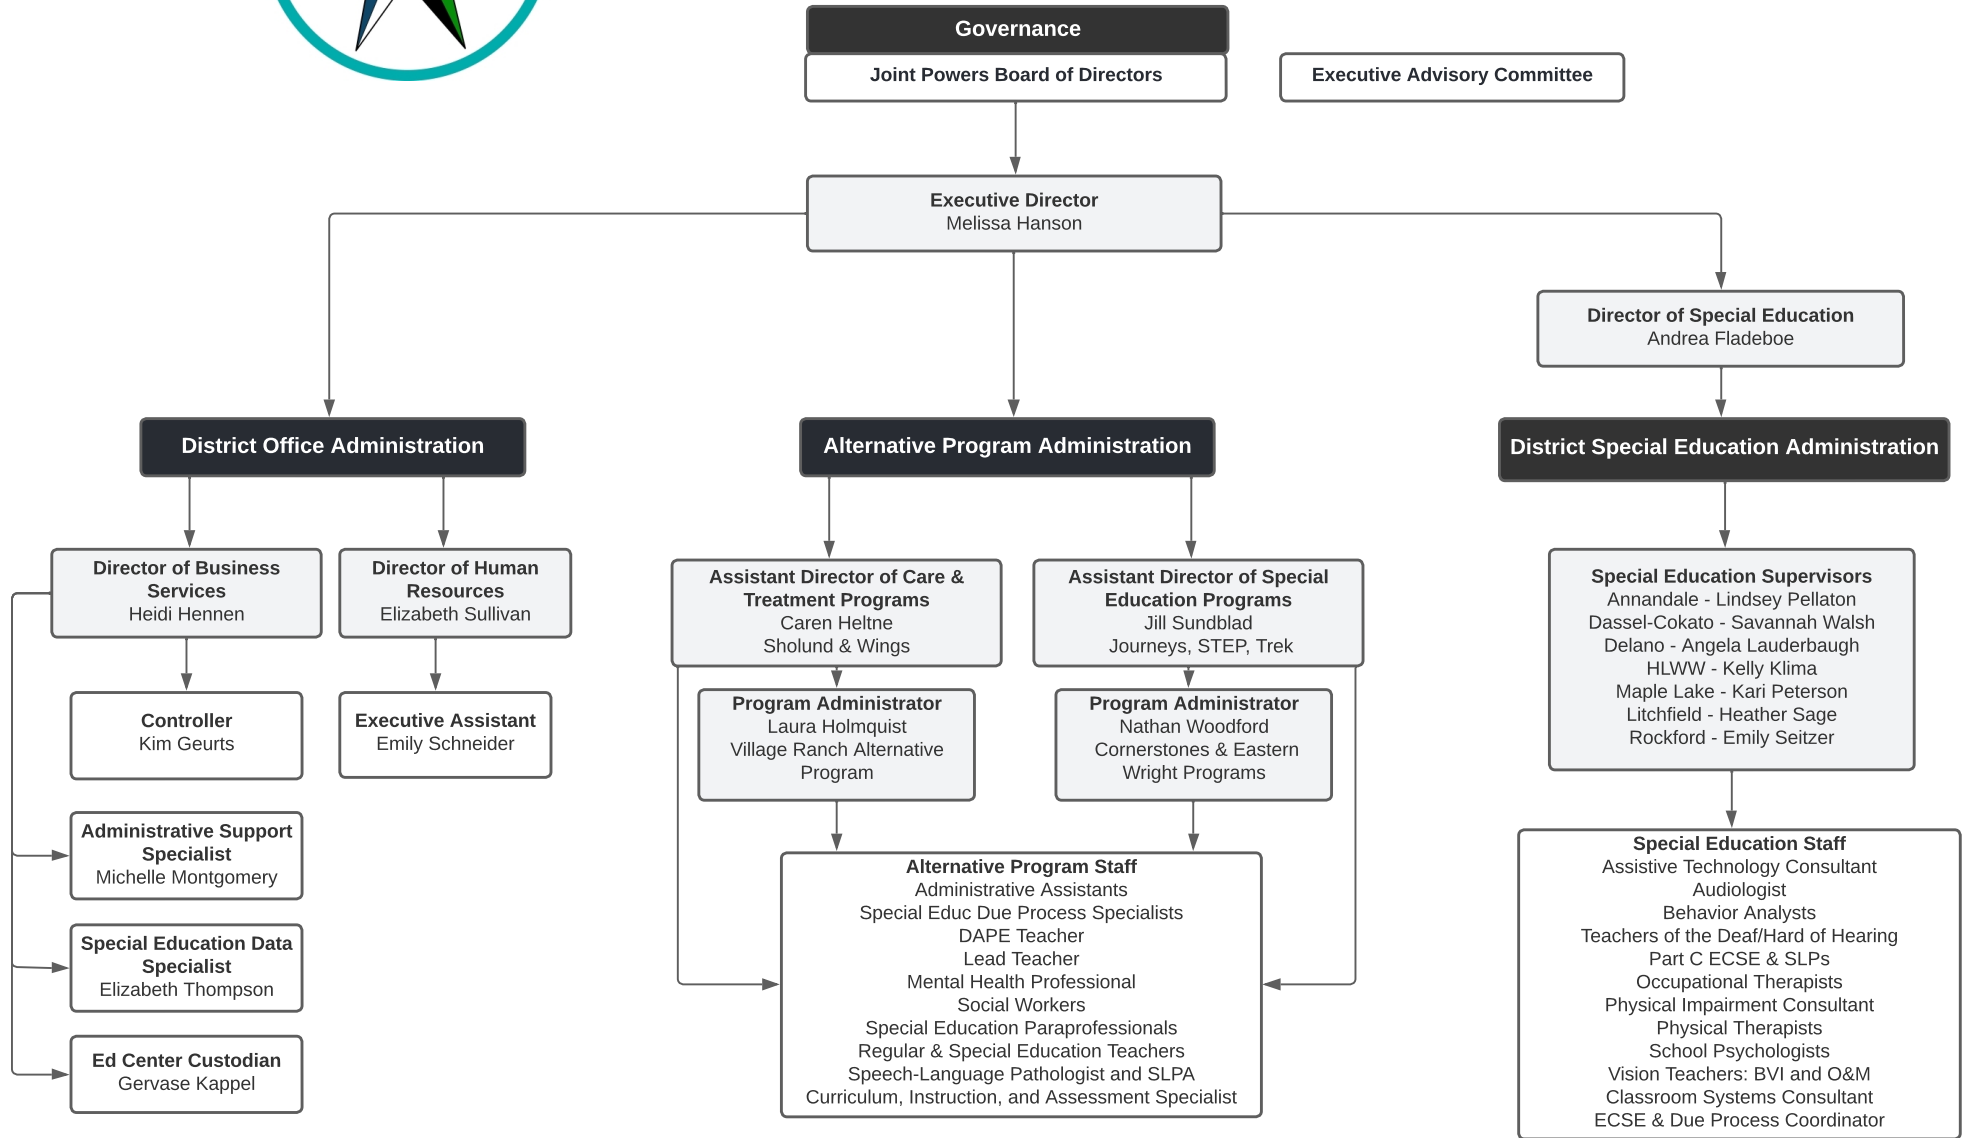 Governance
Joint Powers Board of Directors
Executive Advisory Committee
Executive Director
Melissa Hanson
Director of Special Education
Andrea Fladeboe
District Office Administration
Alternative Program Administration
District Special Education Administration
Director of Business
Services
Heidi Hennen
Director of Human
Resources
Elizabeth Sullivan
Controller
Kim Geurts
Executive Assistant
Emily Schneider
Administrative Support
Specialist
Michelle Montgomery
Special Education Data
Specialist
Elizabeth Thompson
Ed Center Custodian
Gervase Kappel
Assistant Director of Care &
Treatment Programs
Caren Heltne
Sholund & Wings
Assistant Director of Special
Education Programs
Jill Sundblad
Journeys, STEP, Trek
Program Administrator
Laura Holmquist
Village Ranch Alternative
Program
Program Administrator
Nathan Woodford
Cornerstones & Eastern
Wright Programs
Alternative Program Staff
Administrative Assistants
Special Educ Due Process Specialists
DAPE Teacher
Lead Teacher
Mental Health Professional
Social Workers
Special Education Paraprofessionals
Regular & Special Education Teachers
Speech-Language Pathologist and SLPA
Curriculum, Instruction, and Assessment Specialist
Special Education Supervisors
Annandale - Lindsey Pellaton
Dassel-Cokato - Savannah Walsh
Delano - Angela Lauderbaugh
HLWW - Kelly Klima
Maple Lake - Kari Peterson
Litchfield - Heather Sage
Rockford - Emily Seitzer
Special Education Staff
Assistive Technology Consultant
Audiologist
Behavior Analysts
Teachers of the Deaf/Hard of Hearing
Part C ECSE & SLPs
Occupational Therapists
Physical Impairment Consultant
Physical Therapists
School Psychologists
Vision Teachers: BVI and O&M
Classroom Systems Consultant
ECSE & Due Process Coordinator